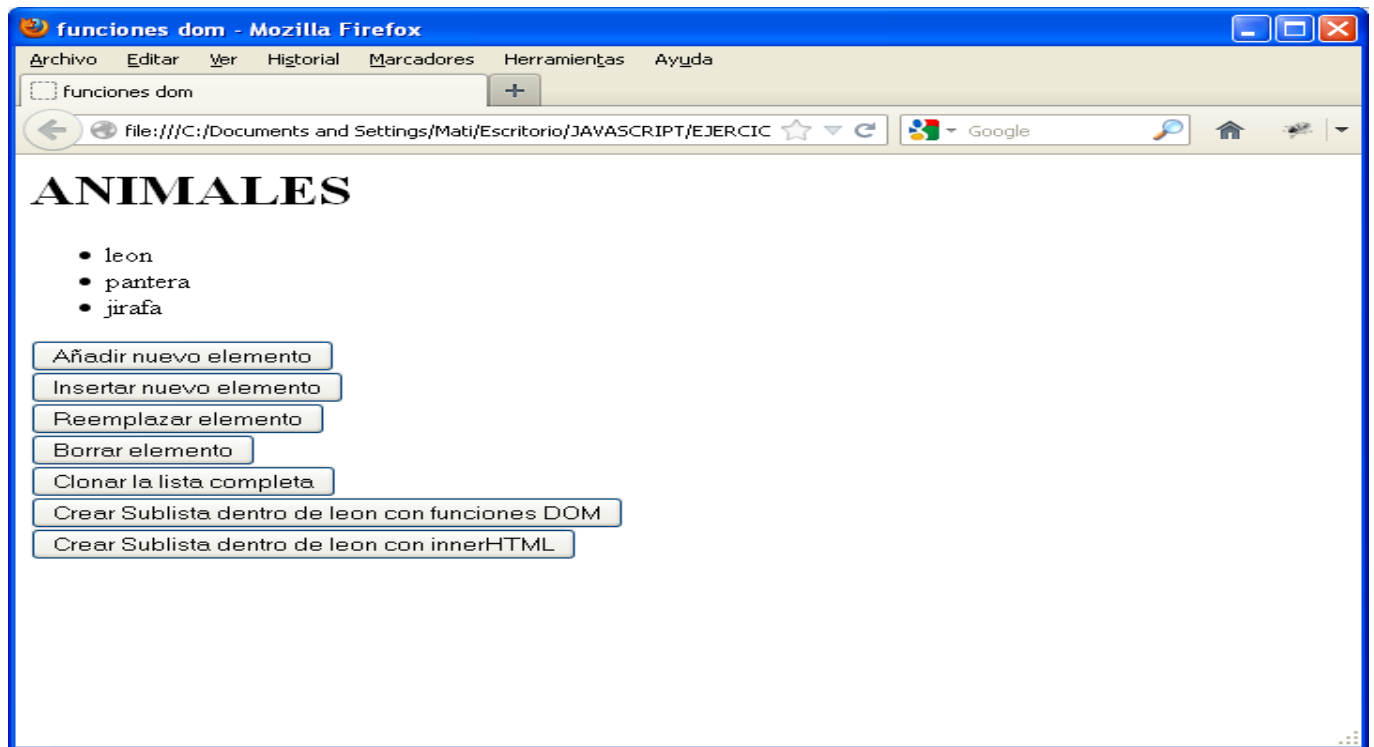 funciones dom - Mozilla Firefox
Archivo Editar Ver Historial Marcadores Herramientas Ayuda
funciones dom
file:///C:/Documents and Settings/Mati/Escritorio/JAVASCRIPT/EJERCIC Google
ANIMALES
leon
pantera
jirafa
Añadir nuevo elemento
Insertar nuevo elemento
Reemplazar elemento
Borrar elemento
Clonar la lista completa
Crear Sublista dentro de leon con funciones DOM
Crear Sublista dentro de leon con innerHTML